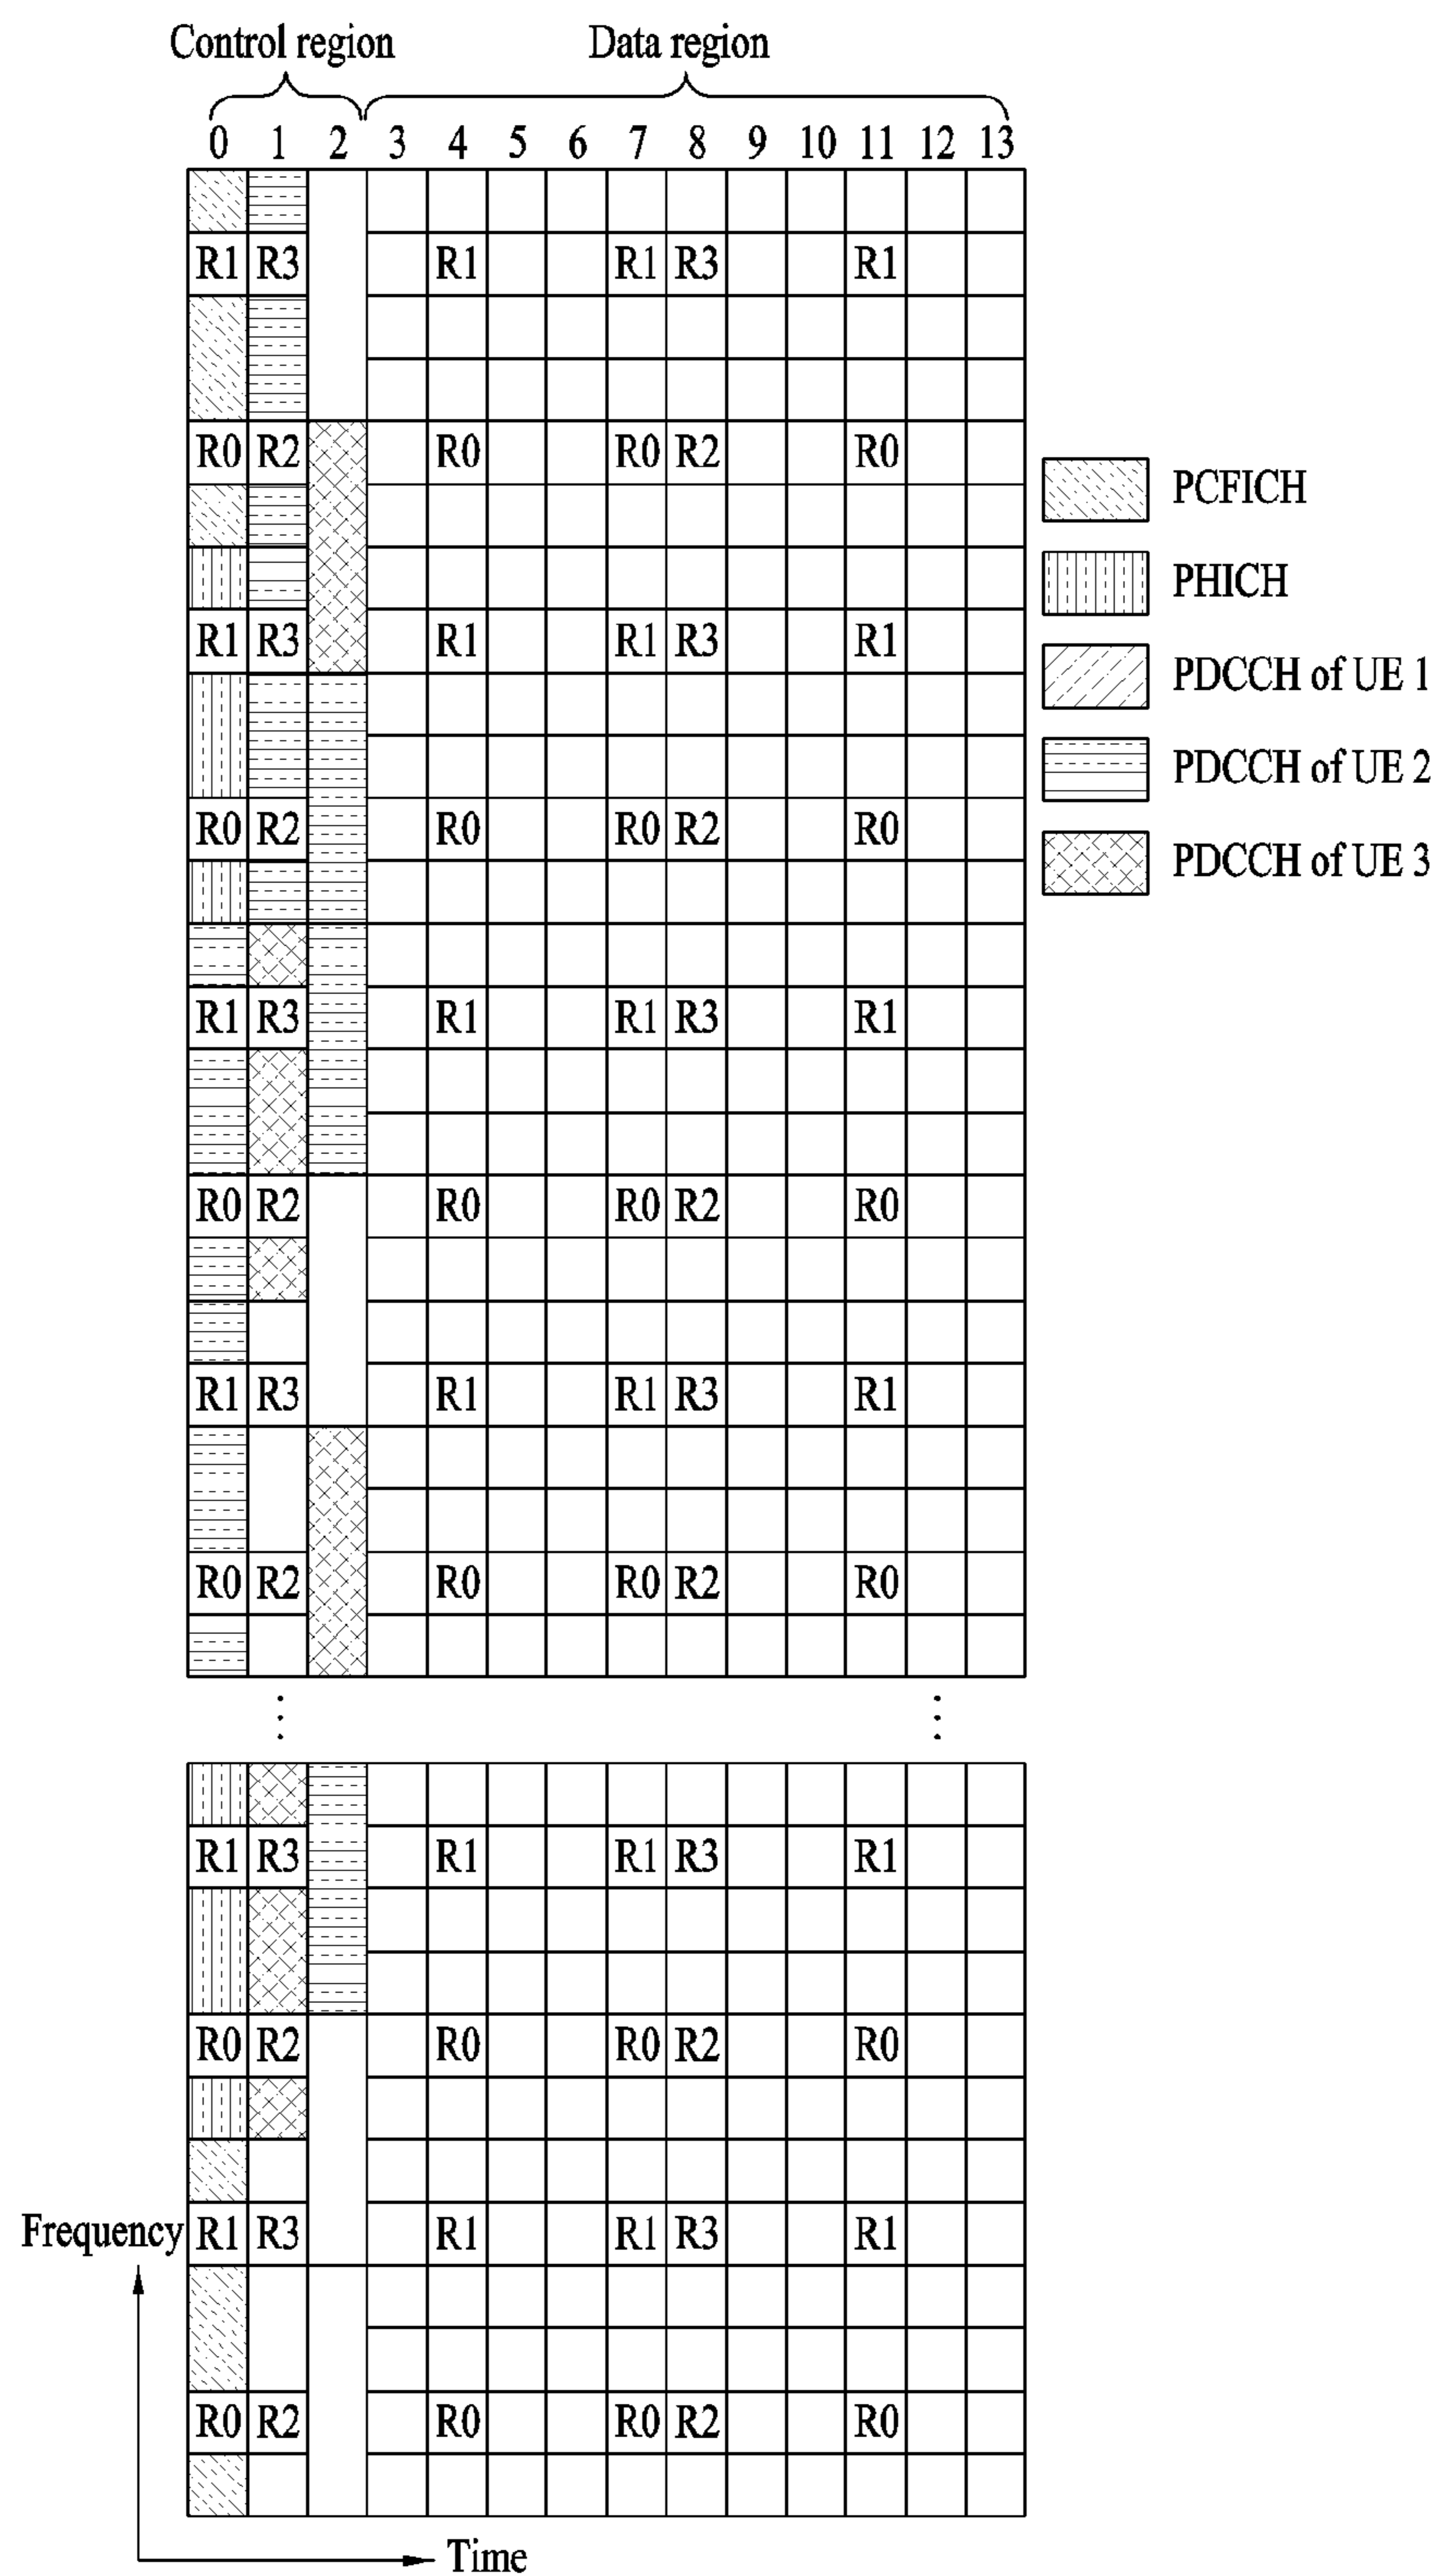 Control region Data region
0 1 2 3 4 5 6 7 8 9 10 11 12 13
R1 R3 R1 R1 R3 R1
R0 R2 R0 R0 R2 R0
PCFICH
PHICH
R1 R3 R1 R1 R3 R1
PDCCH of UE 1
PDCCH of UE 2
R0 R2 R0 R0 R2 R0
PDCCH of UE 3
R1 R3 R1 R1 R3 R1
R0 R2 R0 R0 R2 R0
R1 R3 R1 R1 R3 R1
R0 R2 R0 R0 R2 R0
R1 R3 R1 R1 R3 R1
R0 R2 R0 R0 R2 R0
Frequency R1 R3 R1 R1 R3 R1
R0 R2 R0 R0 R2 R0
Time